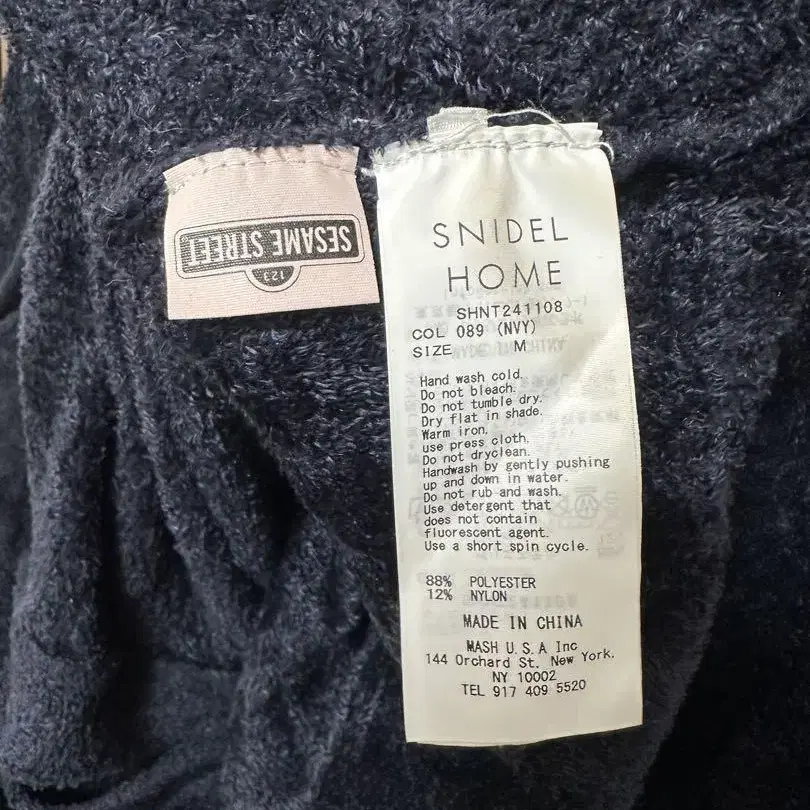 SESAME STREET
123
SNIDEL
HOME
SHNT241108
COL 089 (NVY)
SIZE M
Hand wash cold.
Do not bleach.
Do not tumble dry.
Dry flat in shade.
Warm iron.
use press cloth.
Do not dryclean.
Handwash by gently pushing
up and down in water.
Do not rub and wash.
Use detergent that
does not contain
fluorescent agent.
Use a short spin cycle.
88% POLYESTER
12% NYLON
MADE IN CHINA
MASH U.S.A Inc
144 Orchard St. New York.
NY 10002
TEL 917 409 5520